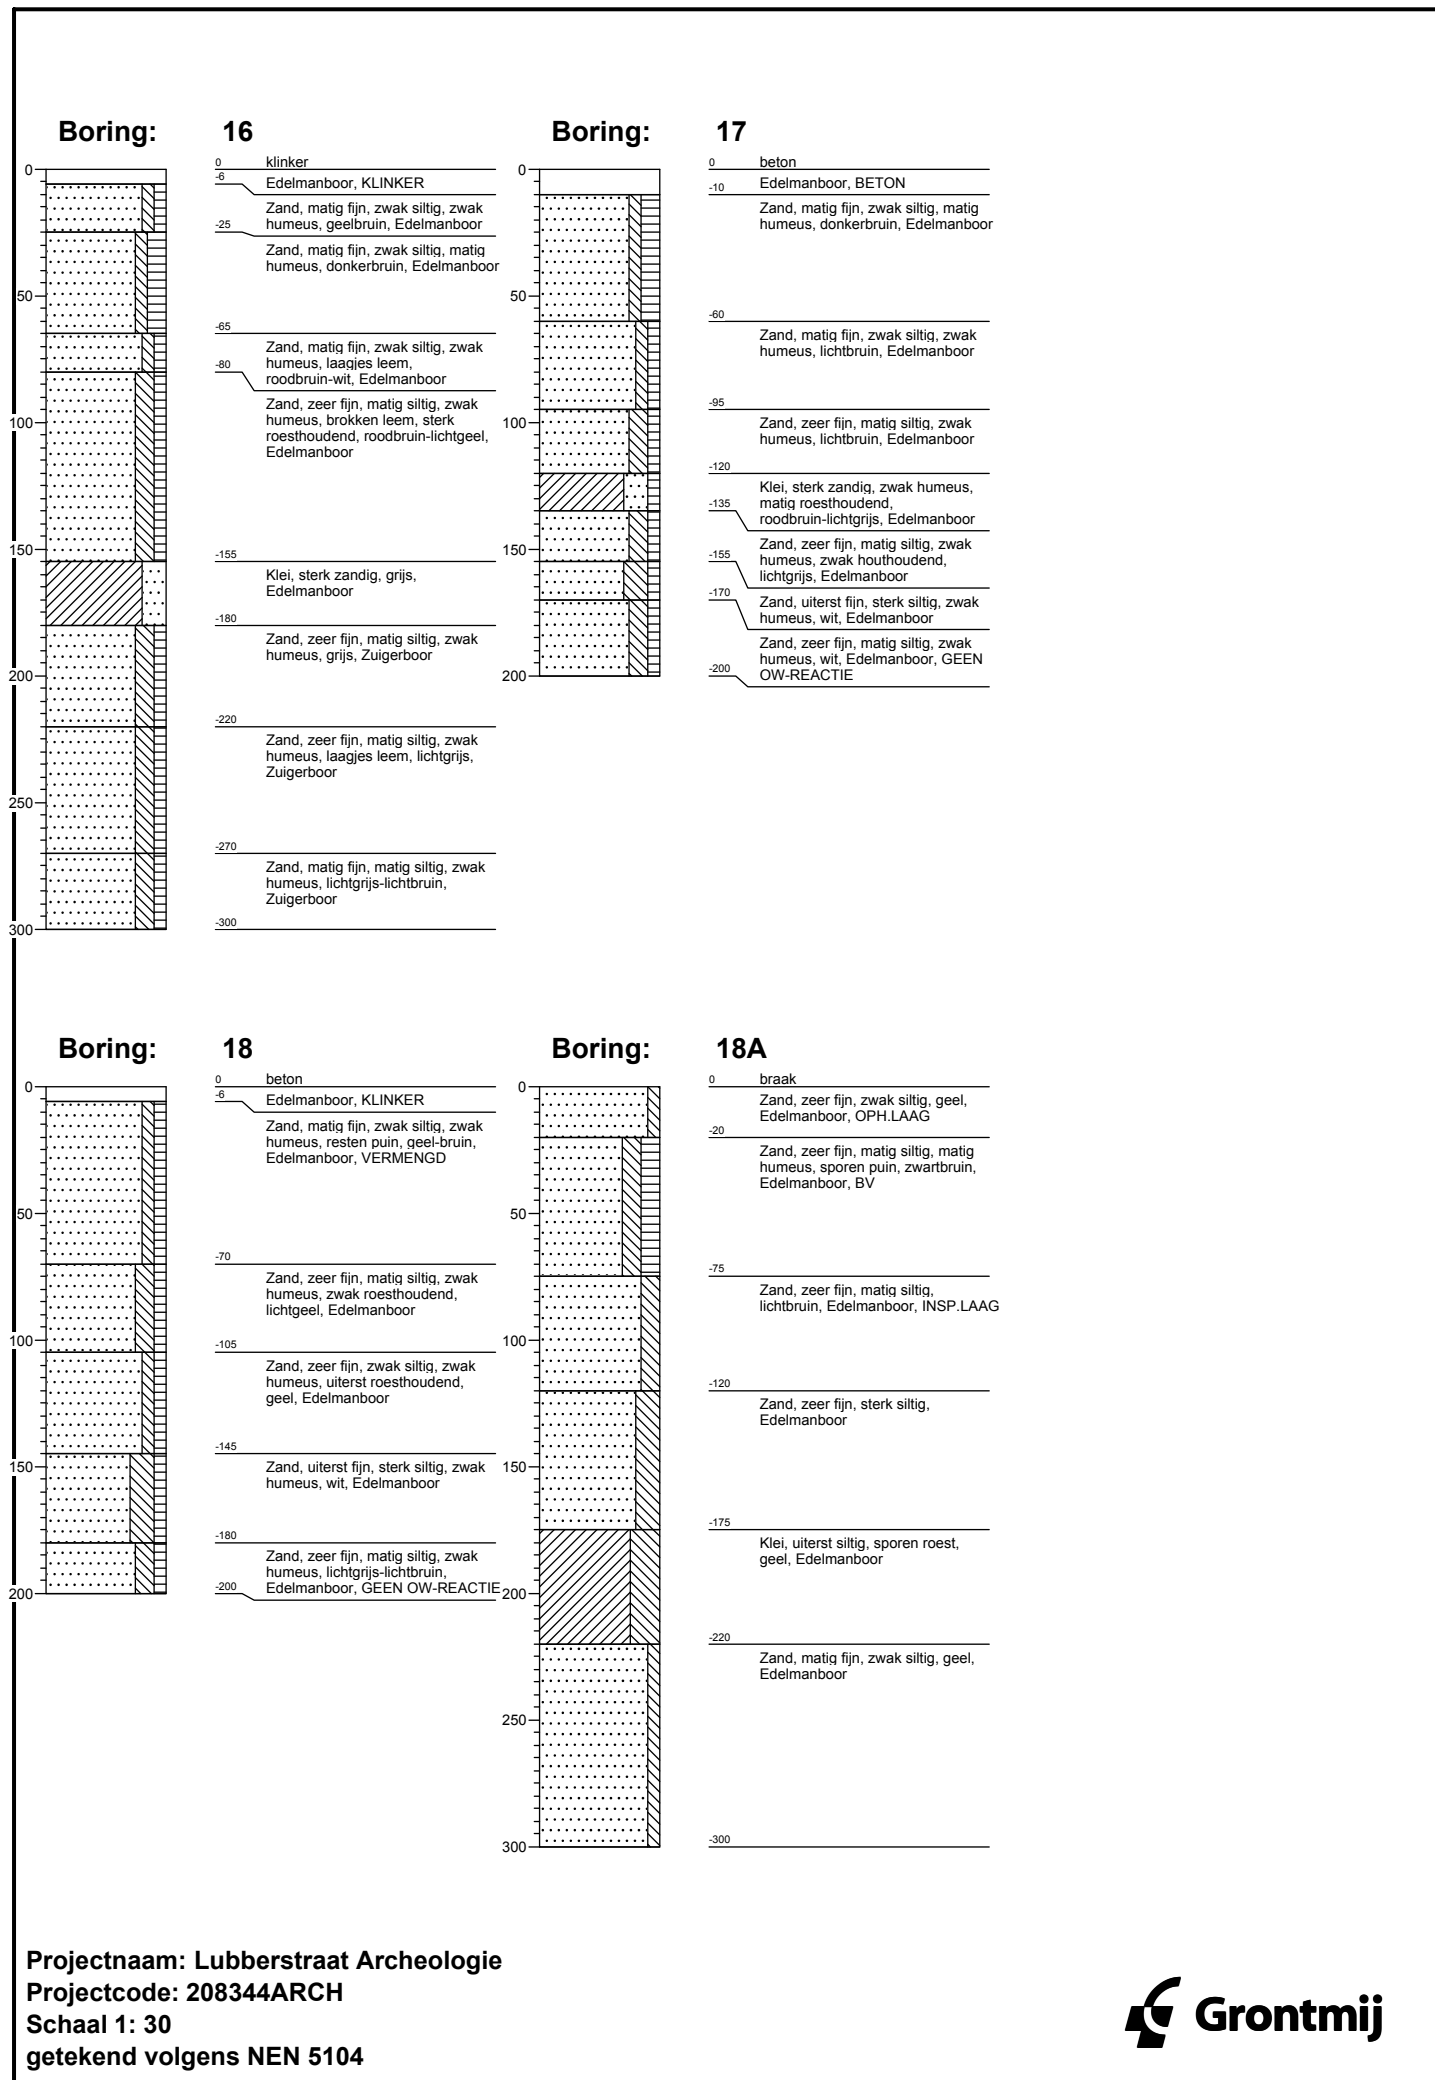 Boring: 16
0 klinker
-6 Edelmanboor, KLINKER
Zand, matig fijn, zwak siltig, zwak
-25 humeus, geelbruin, Edelmanboor
Zand, matig fijn, zwak siltig, matig
humeus, donkerbruin, Edelmanboor
-65
Zand, matig fijn, zwak siltig, zwak
-80 humeus, laagjes leem,
roodbruin-wit, Edelmanboor
Zand, zeer fijn, matig siltig, zwak
humeus, brokken leem, sterk
roesthoudend, roodbruin-lichtgeel,
Edelmanboor
-155
Klei, sterk zandig, grijs,
Edelmanboor
-180
Zand, zeer fijn, matig siltig, zwak
humeus, grijs, Zuigerboor
-220
Zand, zeer fijn, matig siltig, zwak
humeus, laagjes leem, lichtgrijs,
Zuigerboor
-270
Zand, matig fijn, matig siltig, zwak
humeus, lichtgrijs-lichtbruin,
Zuigerboor
-300
0
50
100
150
200
250
300
Boring: 17
0 beton
-10 Edelmanboor, BETON
Zand, matig fijn, zwak siltig, matig
humeus, donkerbruin, Edelmanboor
-60
Zand, matig fijn, zwak siltig, zwak
humeus, lichtbruin, Edelmanboor
-95
Zand, zeer fijn, matig siltig, zwak
humeus, lichtbruin, Edelmanboor
-120
Klei, sterk zandig, zwak humeus,
-135 matig roesthoudend,
roodbruin-lichtgrijs, Edelmanboor
Zand, zeer fijn, matig siltig, zwak
-155 humeus, zwak houthoudend,
lichtgrijs, Edelmanboor
-170 Zand, uiterst fijn, sterk siltig, zwak
humeus, wit, Edelmanboor
Zand, zeer fijn, matig siltig, zwak
humeus, wit, Edelmanboor, GEEN
-200 OW-REACTIE
0
50
100
150
200
Boring: 18
0 beton
-6 Edelmanboor, KLINKER
Zand, matig fijn, zwak siltig, zwak
humeus, resten puin, geel-bruin,
Edelmanboor, VERMENGD
-70
Zand, zeer fijn, matig siltig, zwak
humeus, zwak roesthoudend,
lichtgeel, Edelmanboor
-105
Zand, zeer fijn, zwak siltig, zwak
humeus, uiterst roesthoudend,
geel, Edelmanboor
-145
Zand, uiterst fijn, sterk siltig, zwak
humeus, wit, Edelmanboor
-180
Zand, zeer fijn, matig siltig, zwak
humeus, lichtgrijs-lichtbruin,
-200 Edelmanboor, GEEN OW-REACTIE
0
50
100
150
200
Boring: 18A
0 braak
Zand, zeer fijn, zwak siltig, geel,
Edelmanboor, OPH.LAAG
-20
Zand, zeer fijn, matig siltig, matig
humeus, sporen puin, zwartbruin,
Edelmanboor, BV
-75
Zand, zeer fijn, matig siltig,
lichtbruin, Edelmanboor, INSP.LAAG
-120
Zand, zeer fijn, sterk siltig,
Edelmanboor
-175
Klei, uiterst siltig, sporen roest,
geel, Edelmanboor
-220
Zand, matig fijn, zwak siltig, geel,
Edelmanboor
-300
0
50
100
150
200
250
300
Projectnaam: Lubberstraat Archeologie
Projectcode: 208344ARCH
Schaal 1: 30
getekend volgens NEN 5104
Grontmij